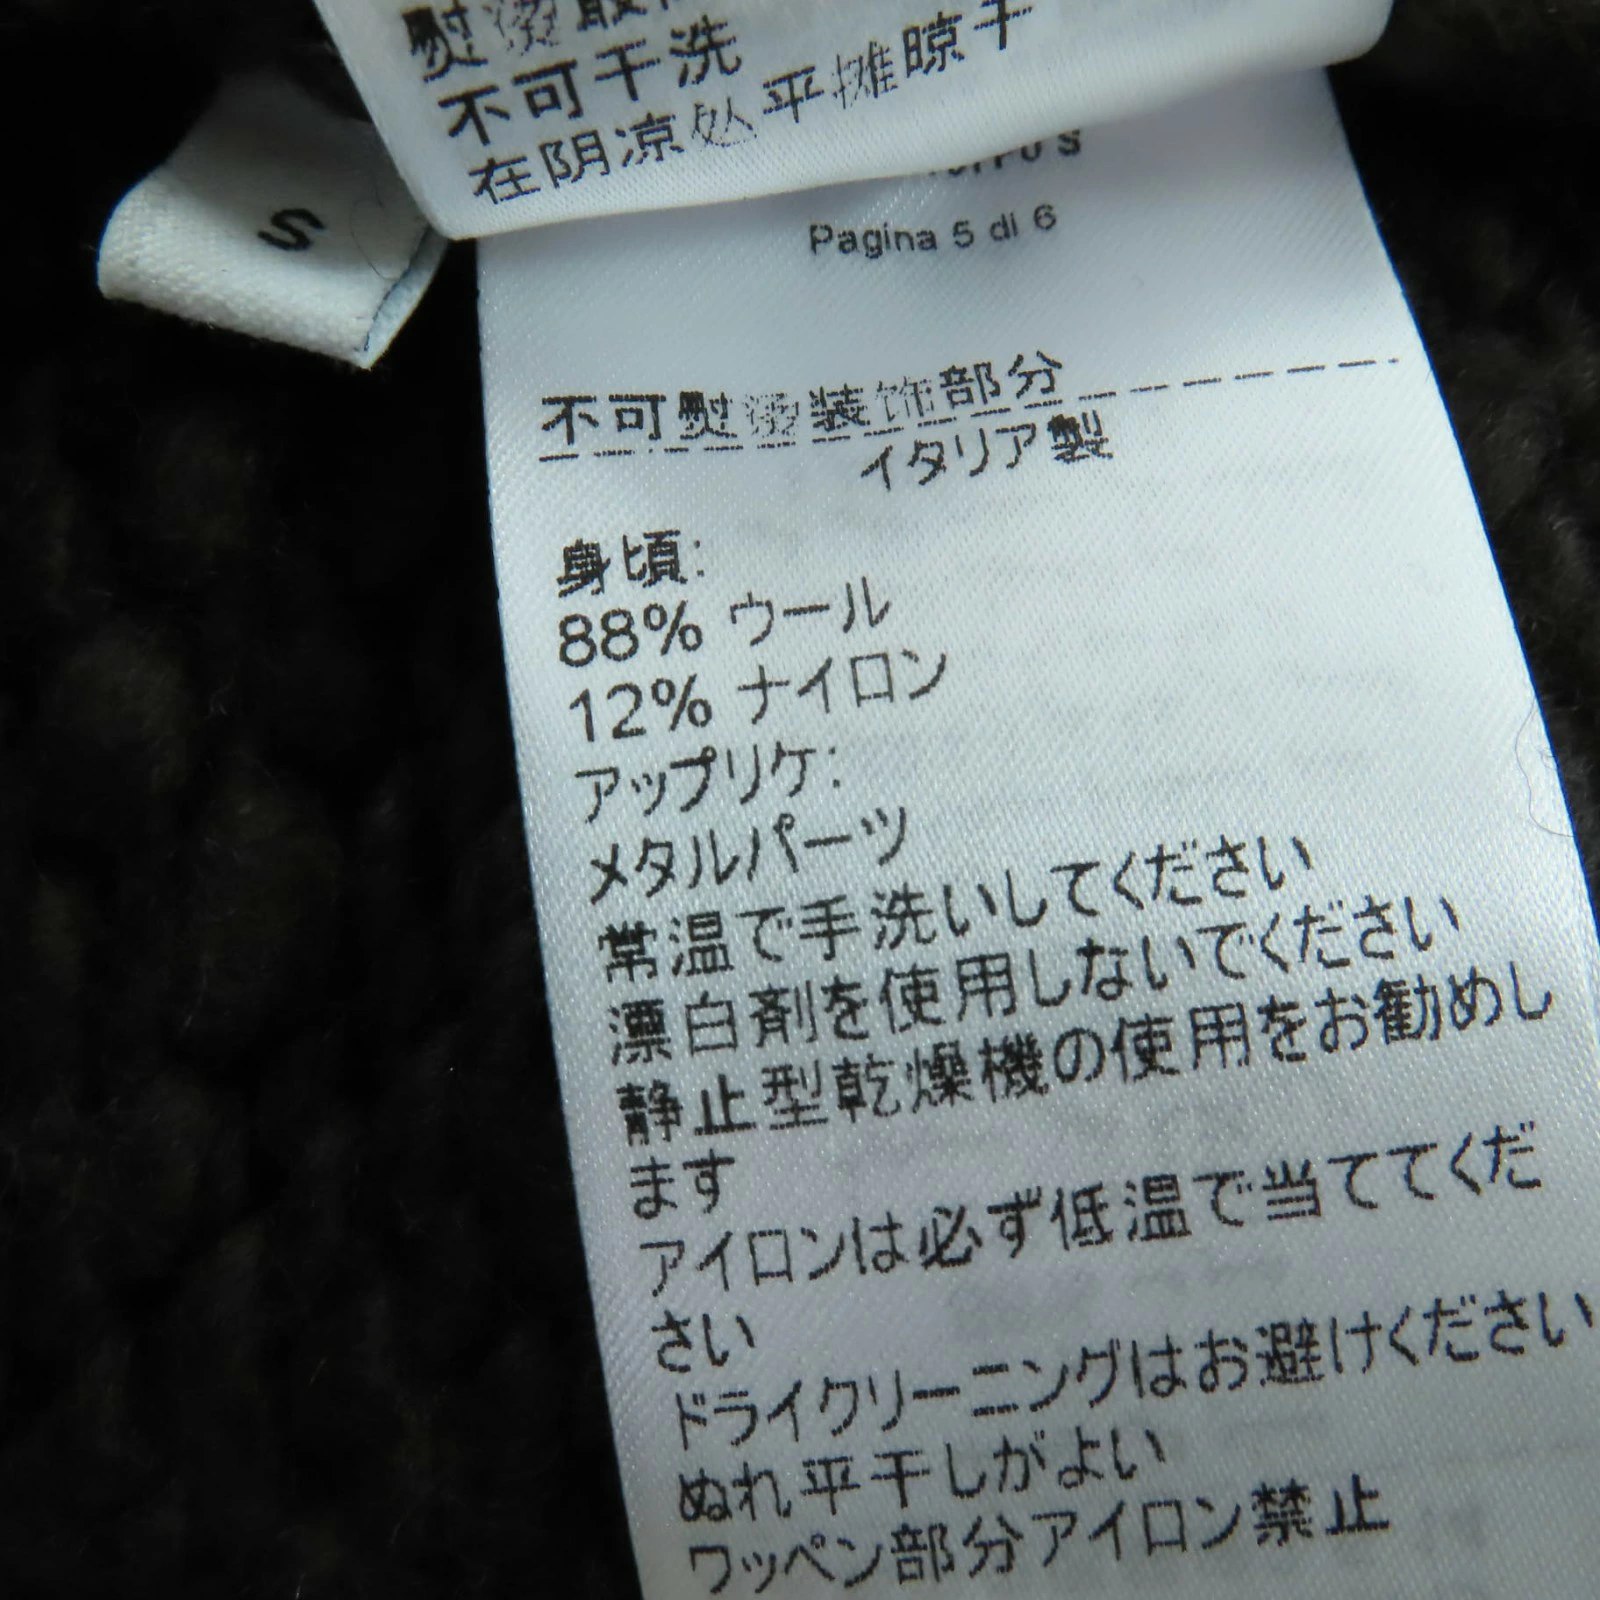 熨烫
不可干洗
在阴凉处平摊晾干
S
Pagina 5 di 6
不可熨烫装饰部分
イタリア製
身頃:
88% ウール
12% ナイロン
アップリケ:
メタルパーツ
常温で手洗いしてください
漂白剤を使用しないでください
静止型乾燥機の使用をお勧めし
ます
アイロンは必ず低温で当ててくだ
さい
ドライクリーニングはお避けください
ぬれ平干しがよい
ワッペン部分アイロン禁止